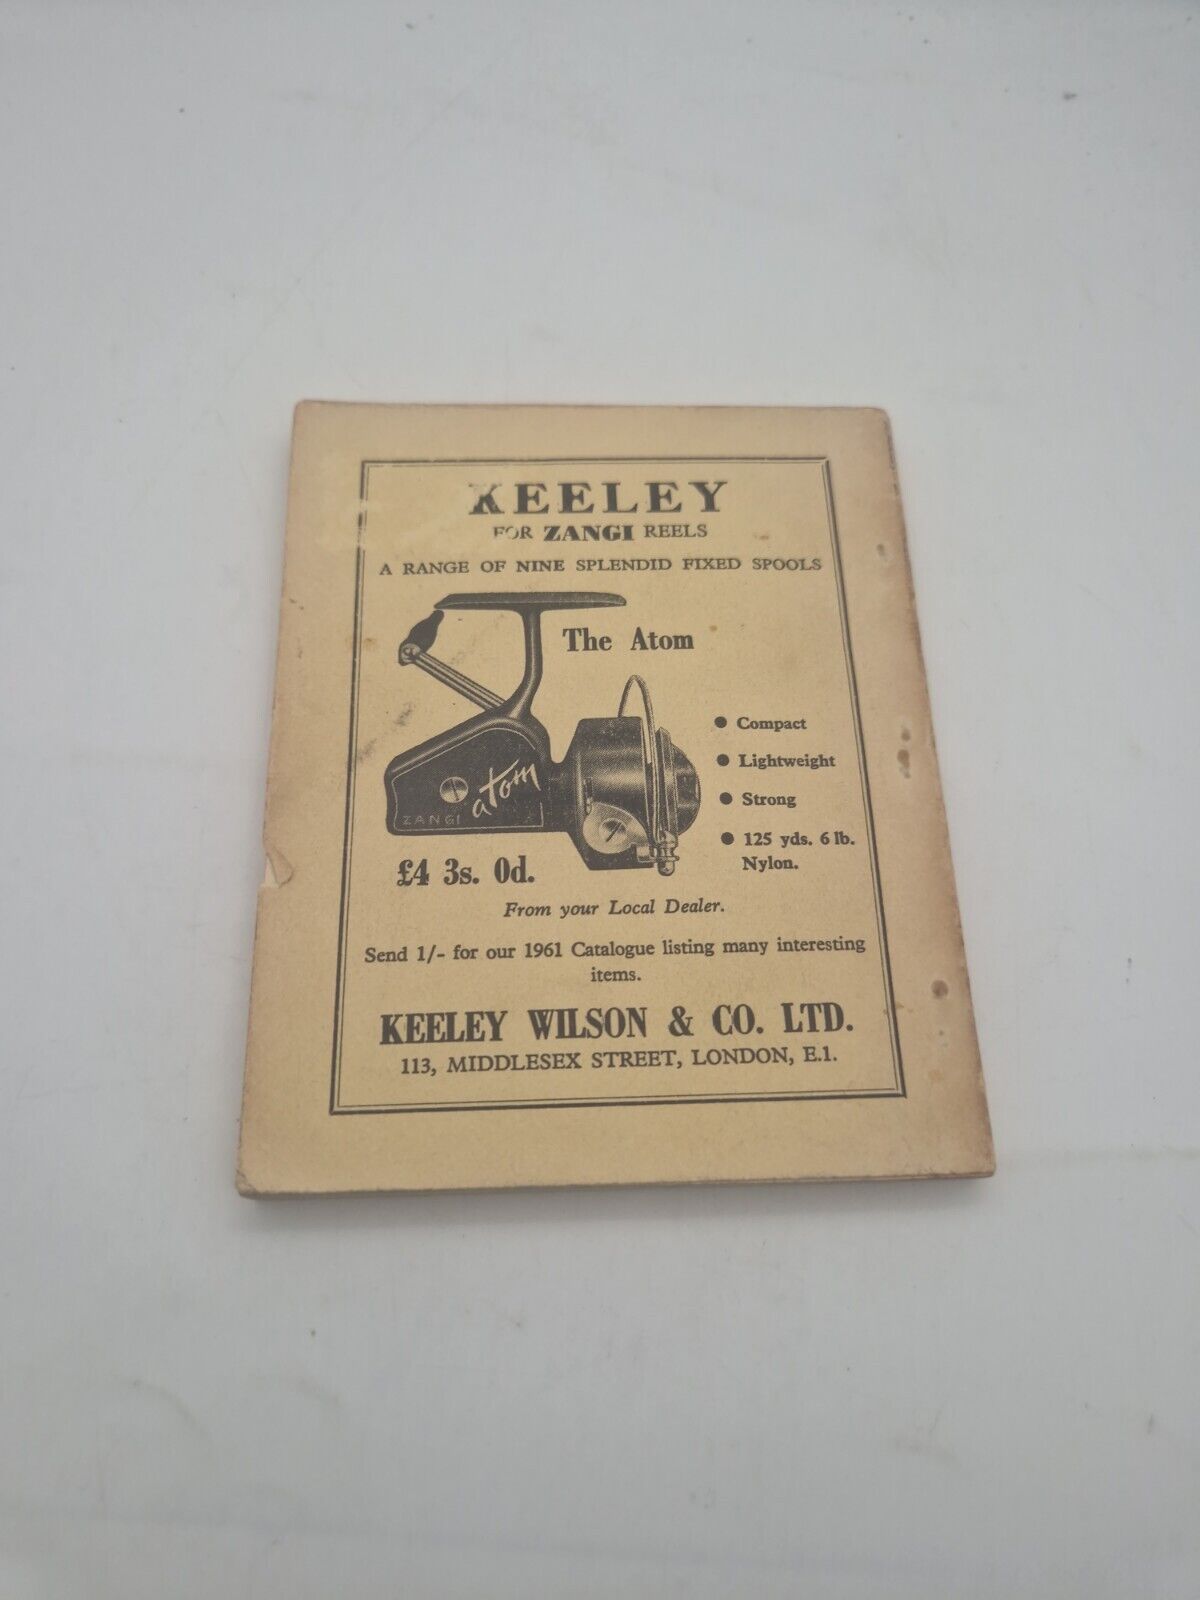 KEELEY
FOR ZANGI REELS
A RANGE OF NINE SPLENDID FIXED SPOOLS
The Atom
● Compact
● Lightweight
● Strong
● 125 yds. 6 lb.
Nylon.
atom
ZANGI
£4 3s. 0d.
From your Local Dealer.
Send 1/- for our 1961 Catalogue listing many interesting
items.
KEELEY WILSON & CO. LTD.
113, MIDDLESEX STREET, LONDON, E.1.